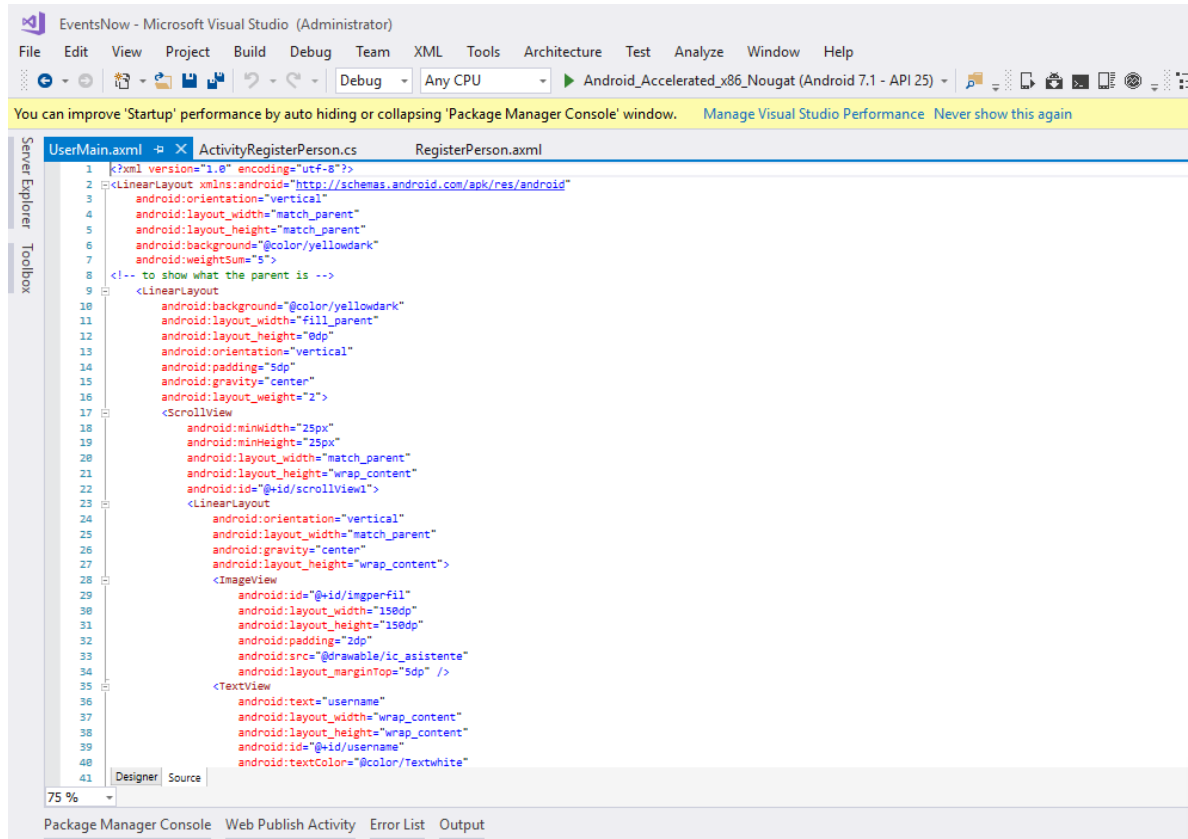 EventsNow - Microsoft Visual Studio (Administrator)
File Edit View Project Build Debug Team XML Tools Architecture Test Analyze Window Help
Debug Any CPU Android_Accelerated_x86_Nougat (Android 7.1 - API 25)
You can improve 'Startup' performance by auto hiding or collapsing 'Package Manager Console' window. Manage Visual Studio Performance Never show this again
Server Explorer
Toolbox
UserMain.axml ActivityRegisterPerson.cs RegisterPerson.axml
1 <?xml version="1.0" encoding="utf-8"?>
2 <LinearLayout xmlns:android="http://schemas.android.com/apk/res/android"
3 android:orientation="vertical"
4 android:layout_width="match_parent"
5 android:layout_height="match_parent"
6 android:background="@color/yellowdark"
7 android:weightSum="5">
8 <!-- to show what the parent is -->
9 <LinearLayout
10 android:background="@color/yellowdark"
11 android:layout_width="fill_parent"
12 android:layout_height="0dp"
13 android:orientation="vertical"
14 android:padding="5dp"
15 android:gravity="center"
16 android:layout_weight="2">
17 <ScrollView
18 android:minWidth="25px"
19 android:minHeight="25px"
20 android:layout_width="match_parent"
21 android:layout_height="wrap_content"
22 android:id="@+id/scrollView1">
23 <LinearLayout
24 android:orientation="vertical"
25 android:layout_width="match_parent"
26 android:gravity="center"
27 android:layout_height="wrap_content">
28 <ImageView
29 android:id="@+id/imgperfil"
30 android:layout_width="150dp"
31 android:layout_height="150dp"
32 android:padding="2dp"
33 android:src="@drawable/ic_asistente"
34 android:layout_marginTop="5dp" />
35 <TextView
36 android:text="username"
37 android:layout_width="wrap_content"
38 android:layout_height="wrap_content"
39 android:id="@+id/username"
40 android:textColor="@color/Textwhite"
41
Designer Source
75 %
Package Manager Console Web Publish Activity Error List Output